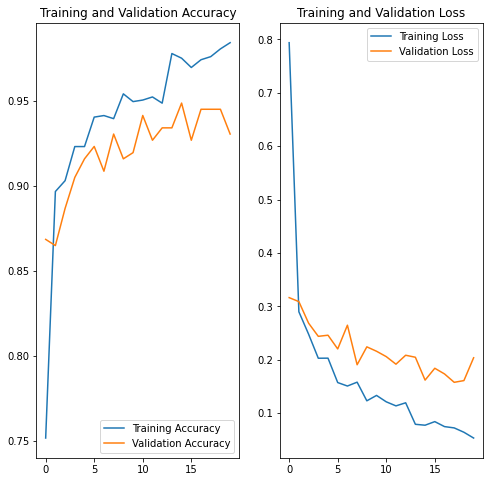 Training and Validation Accuracy
0.95
0.90
0.85
0.80
0.75
0 5 10 15
Training Accuracy
Validation Accuracy
Training and Validation Loss
0.8
0.7
0.6
0.5
0.4
0.3
0.2
0.1
0 5 10 15
Training Loss
Validation Loss